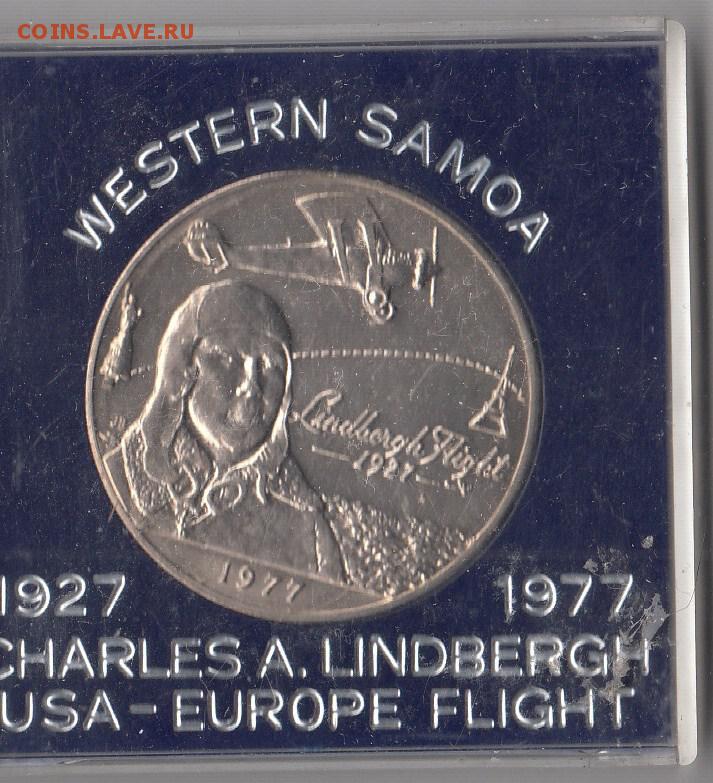 COINS.LAVE.RU
WESTERN SAMOA
Lindbergh Flight
1927
1977
1927 1977
CHARLES A. LINDBERGH
USA-EUROPE FLIGHT